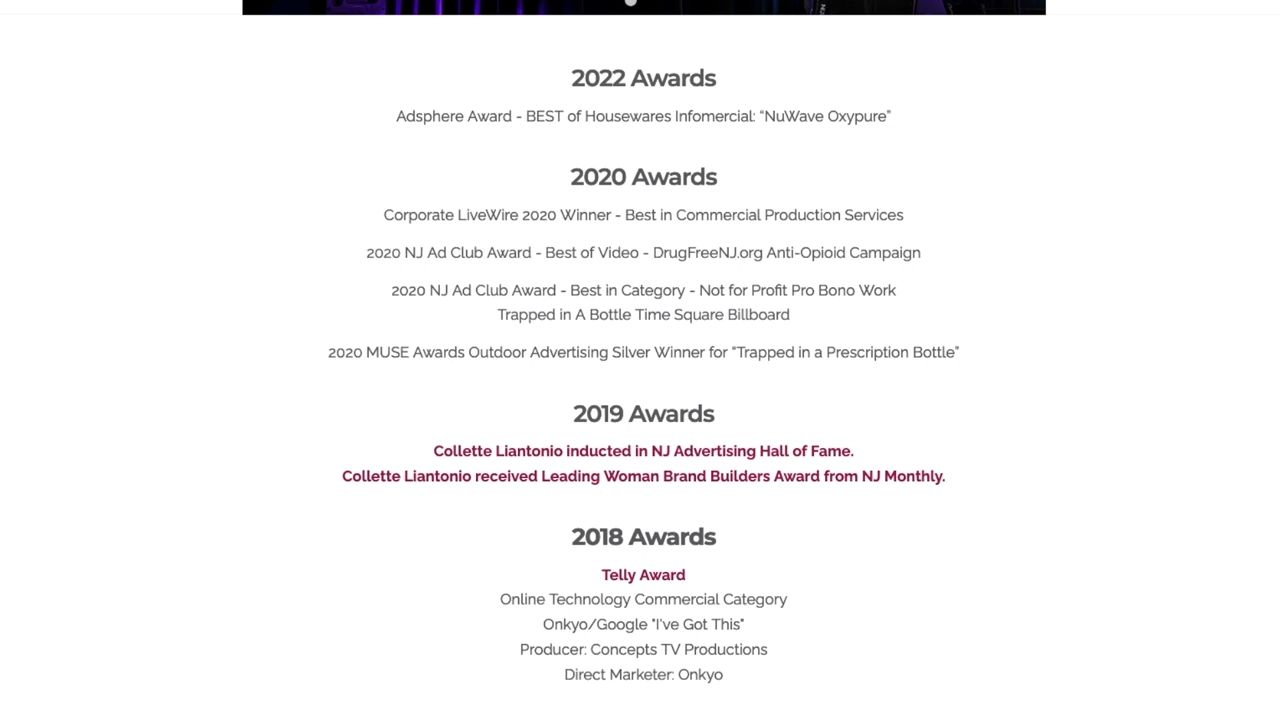 2022 Awards
Adsphere Award - BEST of Housewares Infomercial: “NuWave Oxypure”
2020 Awards
Corporate LiveWire 2020 Winner - Best in Commercial Production Services
2020 NJ Ad Club Award - Best of Video - DrugFreeNJ.org Anti-Opioid Campaign
2020 NJ Ad Club Award - Best in Category - Not for Profit Pro Bono Work
Trapped in A Bottle Time Square Billboard
2020 MUSE Awards Outdoor Advertising Silver Winner for “Trapped in a Prescription Bottle”
2019 Awards
Collette Liantonio inducted in NJ Advertising Hall of Fame.
Collette Liantonio received Leading Woman Brand Builders Award from NJ Monthly.
2018 Awards
Telly Award
Online Technology Commercial Category
Onkyo/Google "I've Got This"
Producer: Concepts TV Productions
Direct Marketer: Onkyo